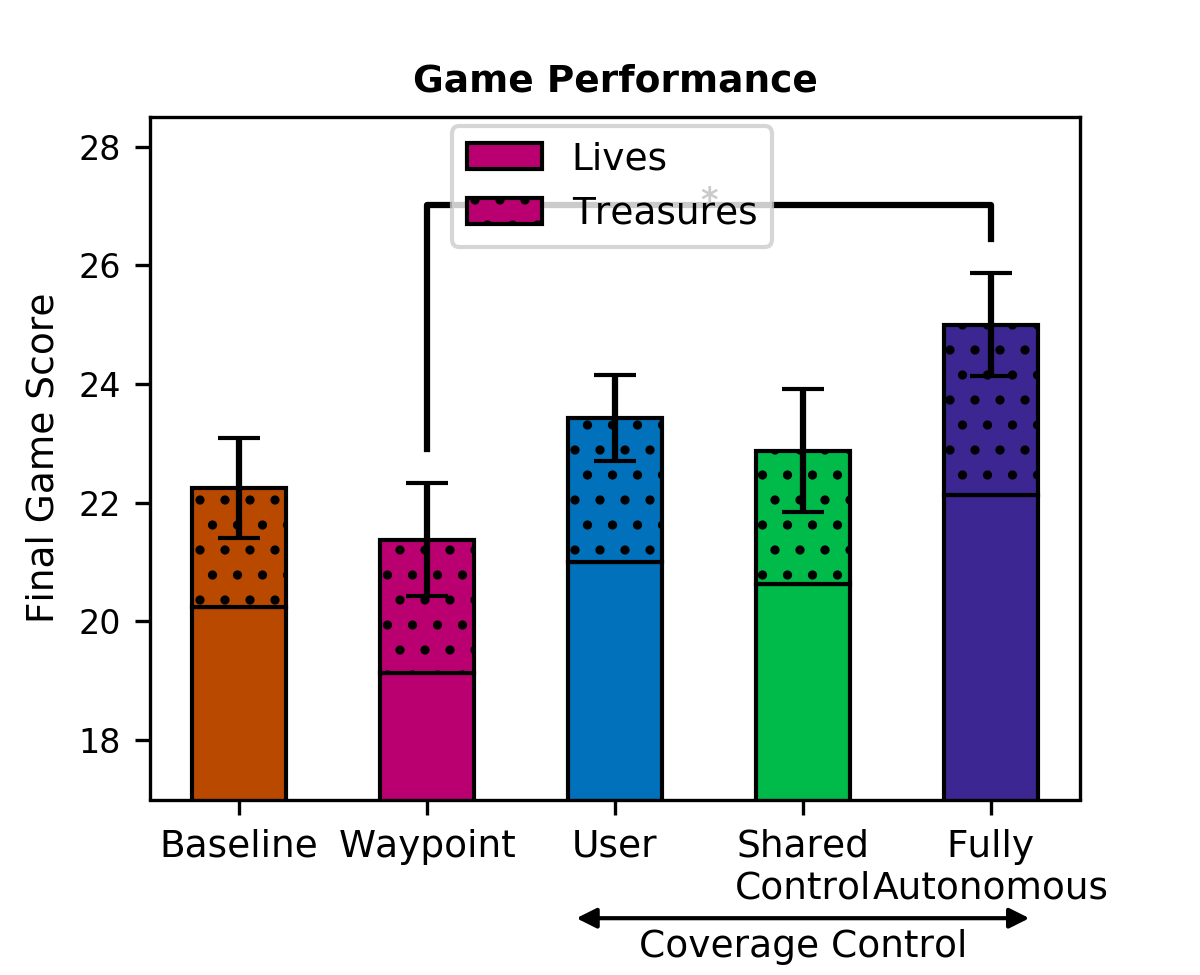 Game Performance
Lives
*
Treasures
Final Game Score
28
26
24
22
20
18
Baseline Waypoint User Shared Fully
Control Autonomous
Coverage Control